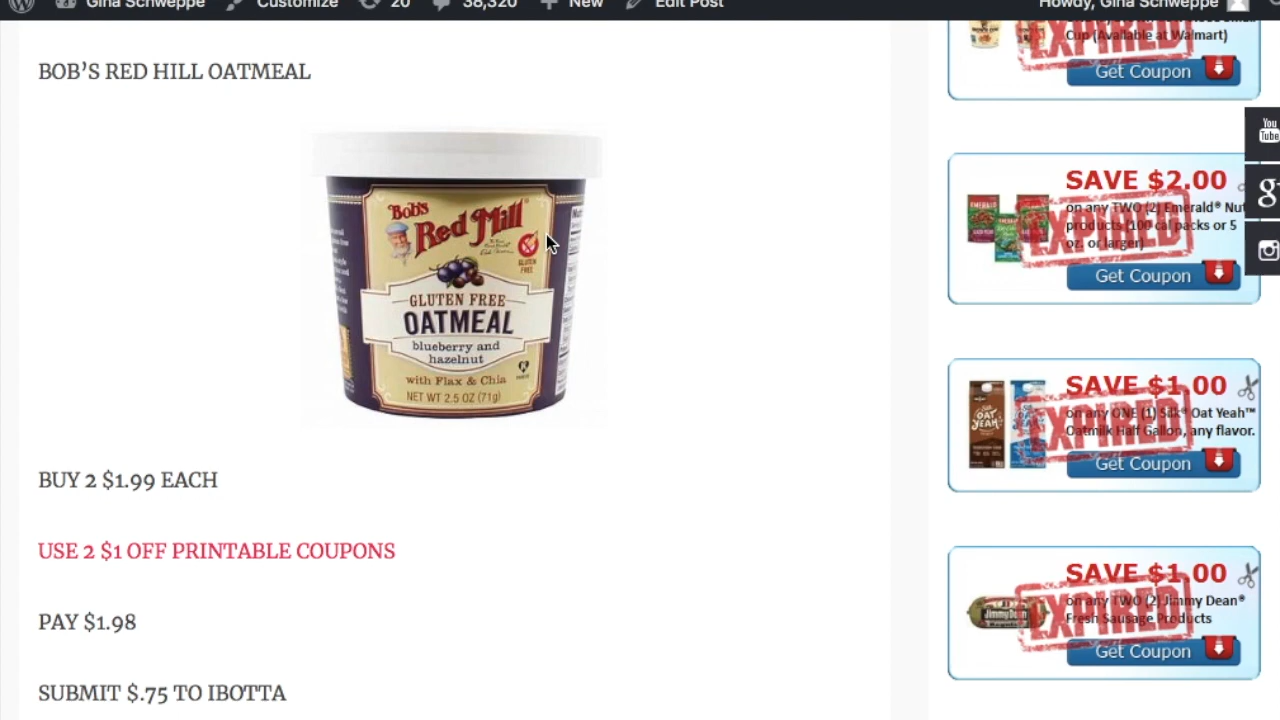 Gina Schweppe Customize 20 38,320 New Edit Post Howdy, Gina Schweppe
BOB'S RED HILL OATMEAL
Bob's
Red Mill
GLUTEN
FREE
GLUTEN FREE
OATMEAL
blueberry and
hazelnut
with Flax & Chia
NET WT 2.5 OZ (71g)
BUY 2 $1.99 EACH
USE 2 $1 OFF PRINTABLE COUPONS
PAY $1.98
SUBMIT $.75 TO IBOTTA
Cup (Available at Walmart)
EXPIRED
Get Coupon
SAVE $2.00
on any TWO (2) Emerald® Nut
products (100 cal packs or 5
oz. or larger)
EXPIRED
Get Coupon
SAVE $1.00
on any ONE (1) Silk® Oat Yeah™
Oatmilk Half Gallon, any flavor.
EXPIRED
Get Coupon
SAVE $1.00
on any TWO (2) Jimmy Dean®
Fresh Sausage Products
EXPIRED
Get Coupon
You
Tube
g+